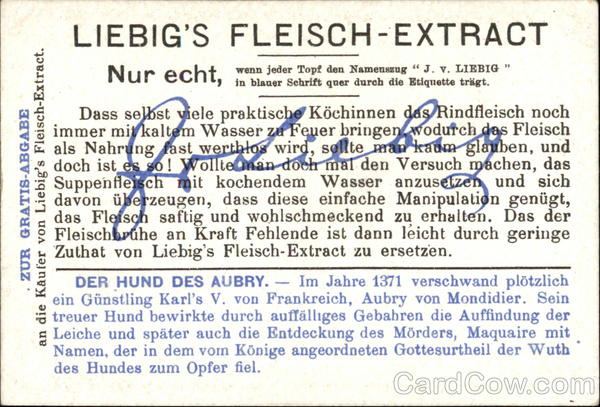 LIEBIG'S FLEISCH-EXTRACT
Nur echt, wenn jeder Topf den Namenszug "J. v. LIEBIG"
in blauer Schrift quer durch die Etiquette trägt.
Dass selbst viele praktische Köchinnen das Rindfleisch noch
immer mit kaltem Wasser zu Feuer bringen, wodurch das Fleisch
als Nahrung fast werthlos wird, sollte man kaum glauben, und
doch ist es so! Wollte man doch mal den Versuch machen, das
Suppenfleisch mit kochendem Wasser anzusetzen und sich
davon überzeugen, dass diese einfache Manipulation genügt,
das Fleisch saftig und wohlschmeckend zu erhalten. Das der
Fleischbrühe an Kraft Fehlende ist dann leicht durch geringe
Zuthat von Liebig's Fleisch-Extract zu ersetzen.
J v Liebig
DER HUND DES AUBRY. — Im Jahre 1371 verschwand plötzlich
ein Günstling Karl's V. von Frankreich, Aubry von Mondidier. Sein
treuer Hund bewirkte durch auffälliges Gebahren die Auffindung der
Leiche und später auch die Entdeckung des Mörders, Maquaire mit
Namen, der in dem vom Könige angeordneten Gottesurtheil der Wuth
des Hundes zum Opfer fiel.
ZUR GRATIS-ABGABE
an die Käufer von Liebig's Fleisch-Extract.
CardCow.com